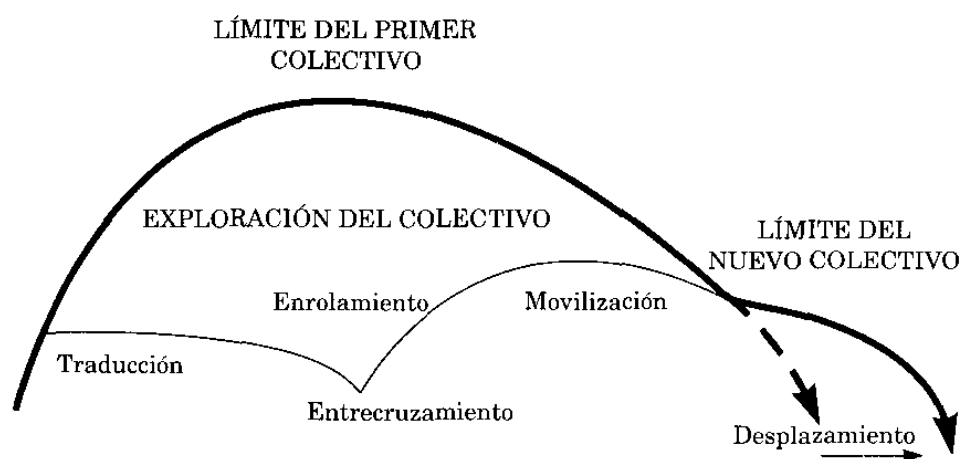 LÍMITE DEL PRIMER
COLECTIVO
EXPLORACIÓN DEL COLECTIVO
LÍMITE DEL
NUEVO COLECTIVO
Enrolamiento
Movilización
Traducción
Entrecruzamiento
Desplazamiento